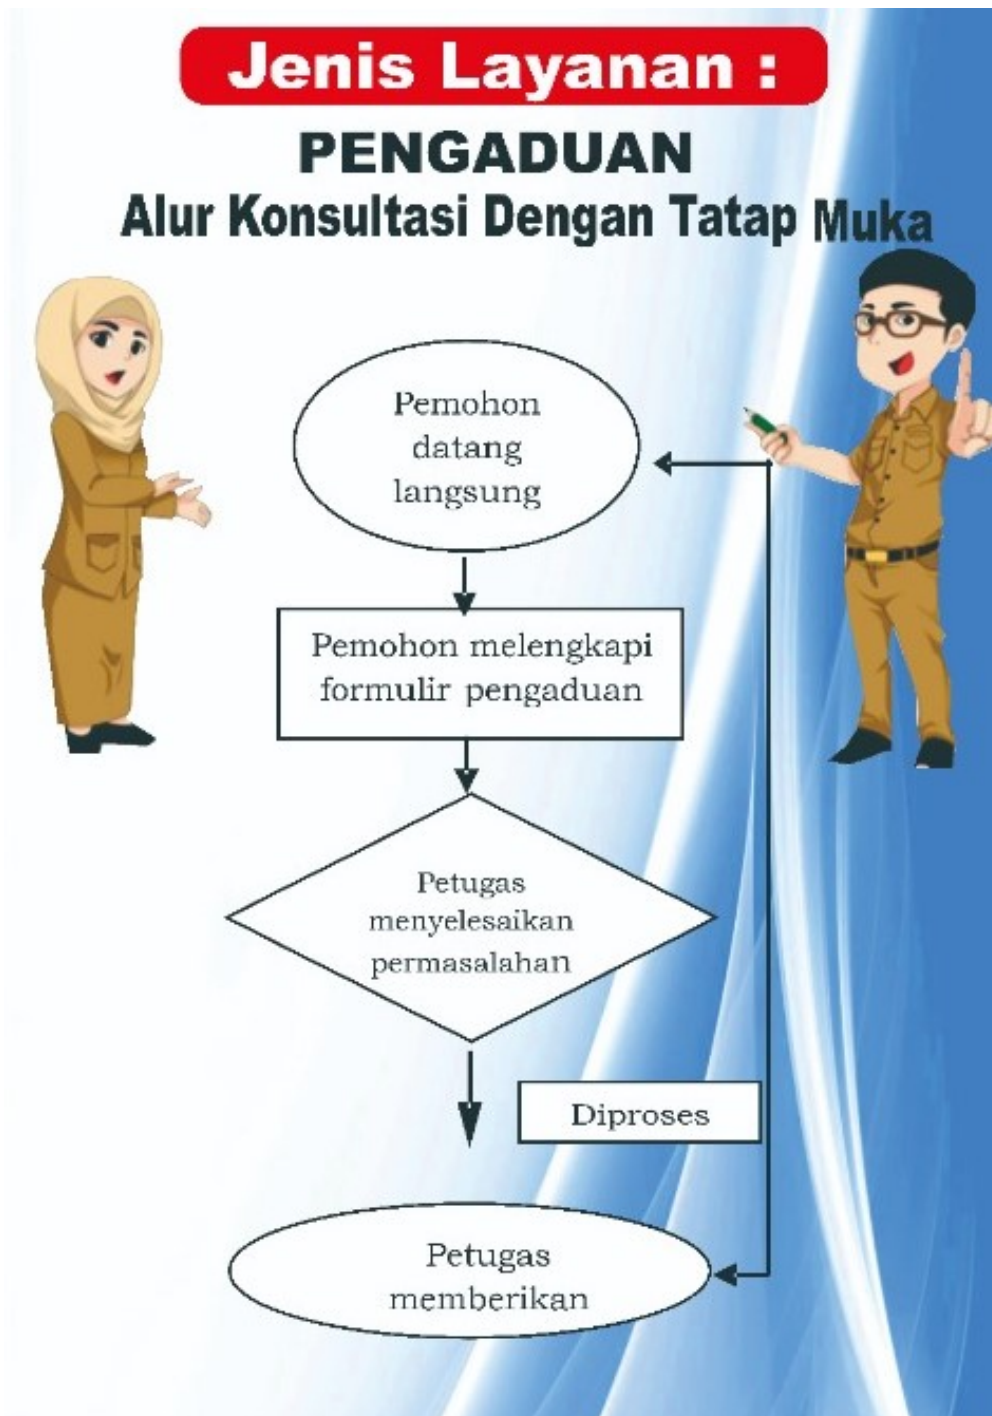 Jenis Layanan :
PENGADUAN
Alur Konsultasi Dengan Tatap Muka
Pemohon
datang
langsung
Pemohon melengkapi
formulir pengaduan
Petugas
menyelesaikan
permasalahan
Diproses
Petugas
memberikan